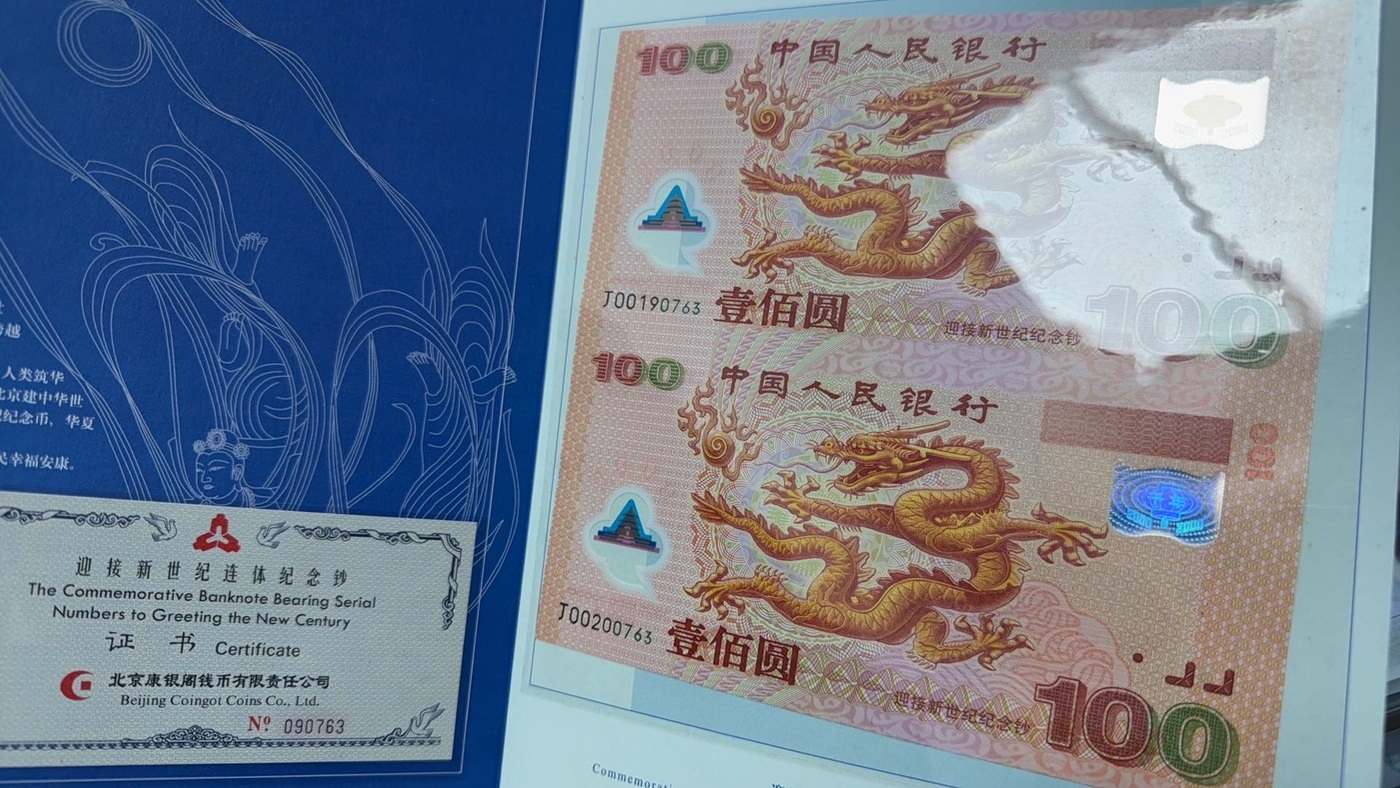 跨越
人类筑华
北京建中华世
纪念币，华夏
民幸福安康。
迎接新世纪连体纪念钞
The Commemorative Banknote Bearing Serial
Numbers to Greeting the New Century
证书 Certificate
北京康银阁钱币有限责任公司
Beijing Coingot Coins Co., Ltd.
Nº 090763
100 中国人民银行
J00190763 壹佰圆
迎接新世纪纪念钞 100
100 中国人民银行
100
2000 2000
J00200763 壹佰圆
迎接新世纪纪念钞 100